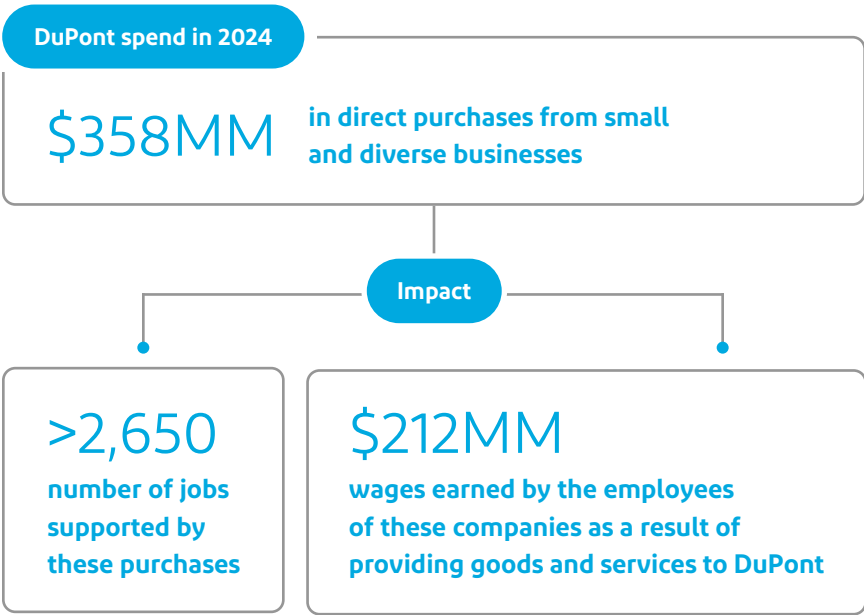 DuPont spend in 2024
$358MM
in direct purchases from small
and diverse businesses
Impact
>2,650
number of jobs
supported by
these purchases
$212MM
wages earned by the employees
of these companies as a result of
providing goods and services to DuPont